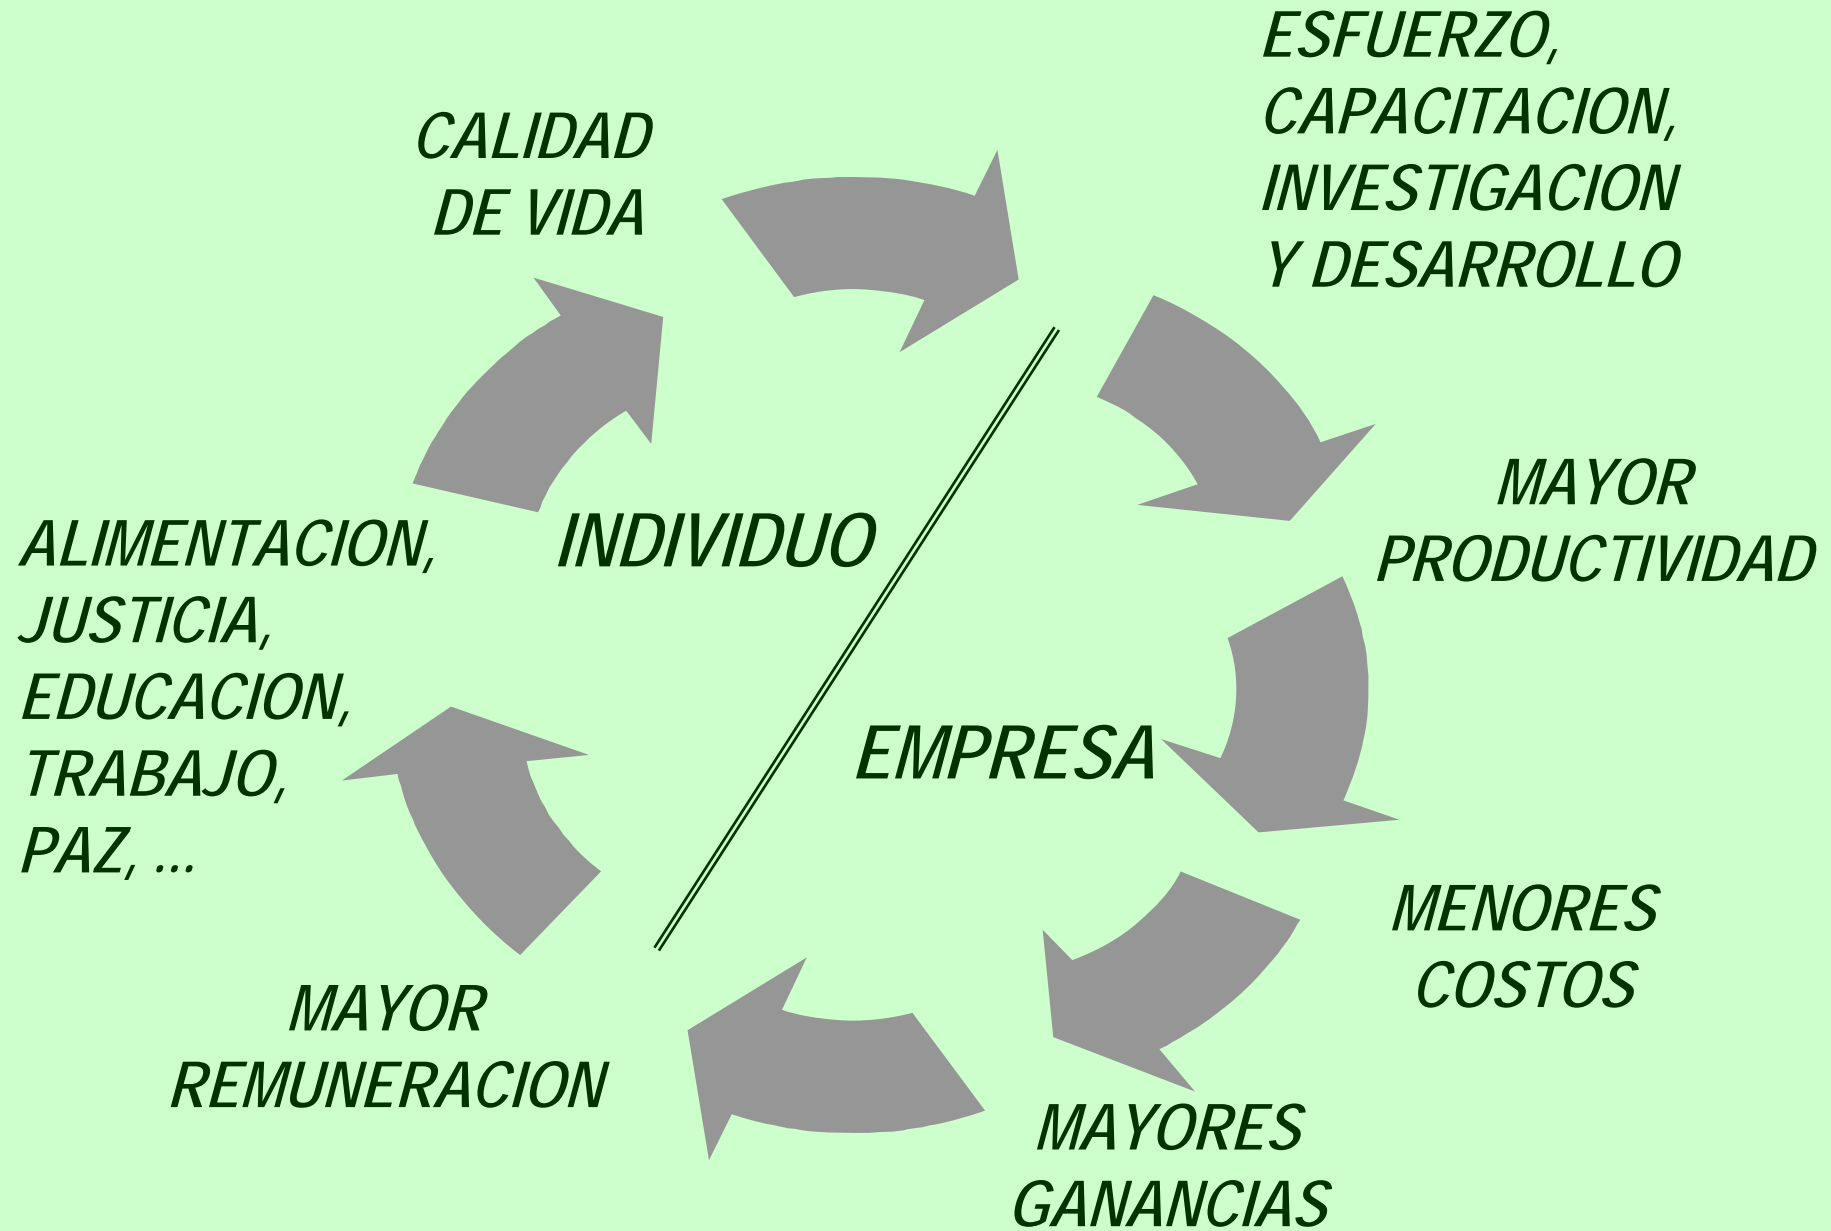 ESFUERZO,
CAPACITACION,
INVESTIGACION
Y DESARROLLO
CALIDAD
DE VIDA
MAYOR
PRODUCTIVIDAD
INDIVIDUO
ALIMENTACION,
JUSTICIA,
EDUCACION,
TRABAJO,
PAZ, ...
EMPRESA
MENORES
COSTOS
MAYOR
REMUNERACION
MAYORES
GANANCIAS